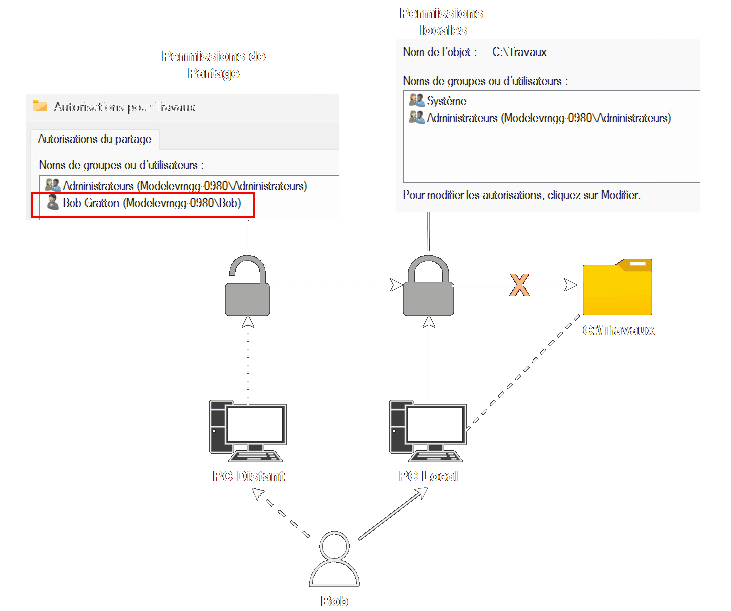 Permissions
locales
Permissions de
Partage
Nom de l'objet : C:\Travaux
Noms de groupes ou d'utilisateurs :
Système
Administrateurs (Modelevmgg-0980\Administrateurs)
Pour modifier les autorisations, cliquez sur Modifier.
Autorisations pour Travaux
Autorisations du partage
Noms de groupes ou d'utilisateurs :
Administrateurs (Modelevmgg-0980\Administrateurs)
Bob Gratton (Modelevmgg-0980\Bob)
X
C:\Travaux
PC Distant
PC Local
Bob